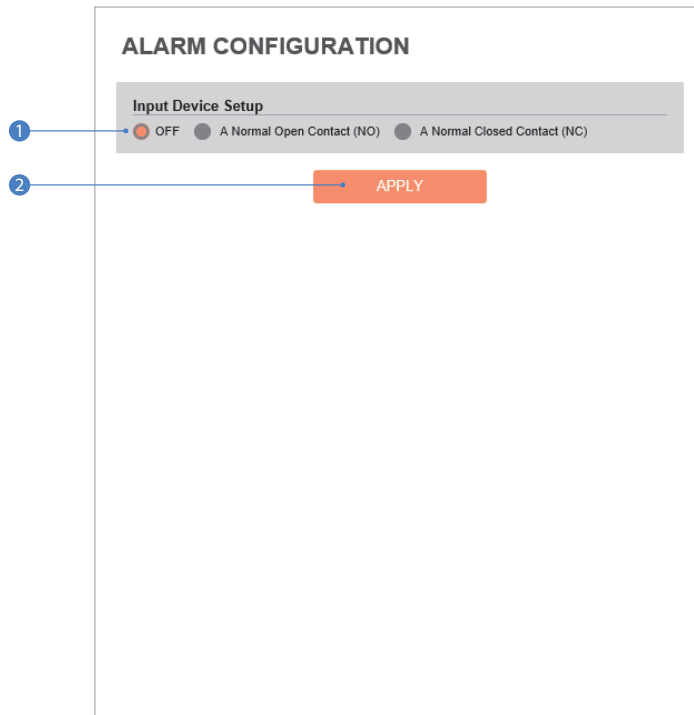 ALARM CONFIGURATION
Input Device Setup
1 OFF A Normal Open Contact (NO) A Normal Closed Contact (NC)
2 APPLY